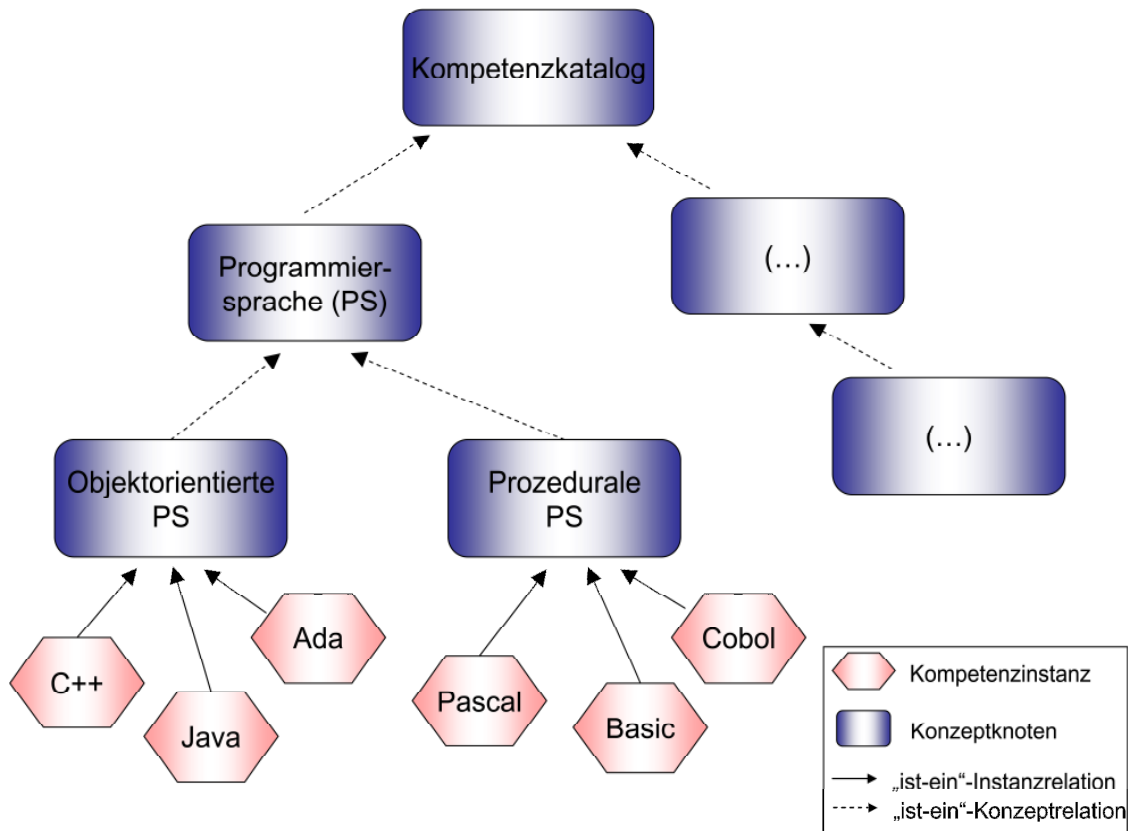 Kompetenzkatalog
Programmier-
sprache (PS)
(...)
(...)
Objektorientierte
PS
Prozedurale
PS
C++
Java
Ada
Pascal
Basic
Cobol
Kompetenzinstanz
Konzeptknoten
„ist-ein“-Instanzrelation
„ist-ein“-Konzeptrelation